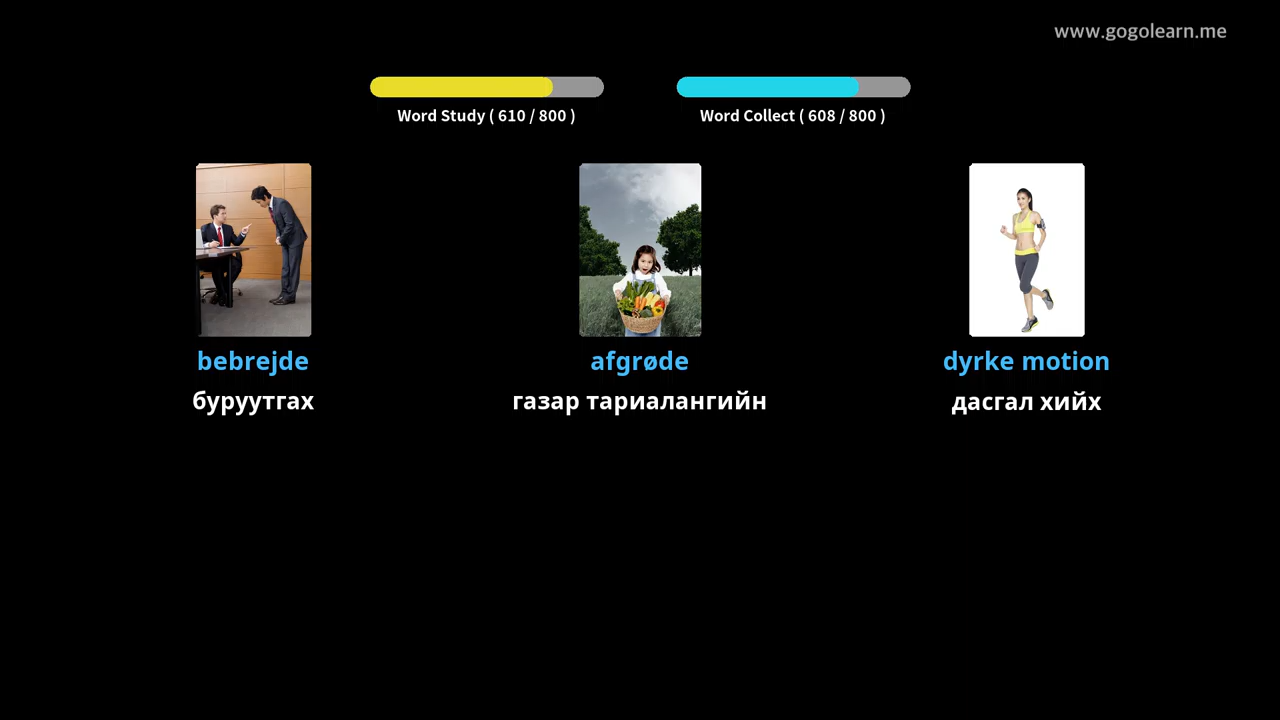 www.gogolearn.me
Word Study ( 610 / 800 )
Word Collect ( 608 / 800 )
bebrejde
afgrøde
dyrke motion
буруутгах
газар тариалангийн
дасгал хийх